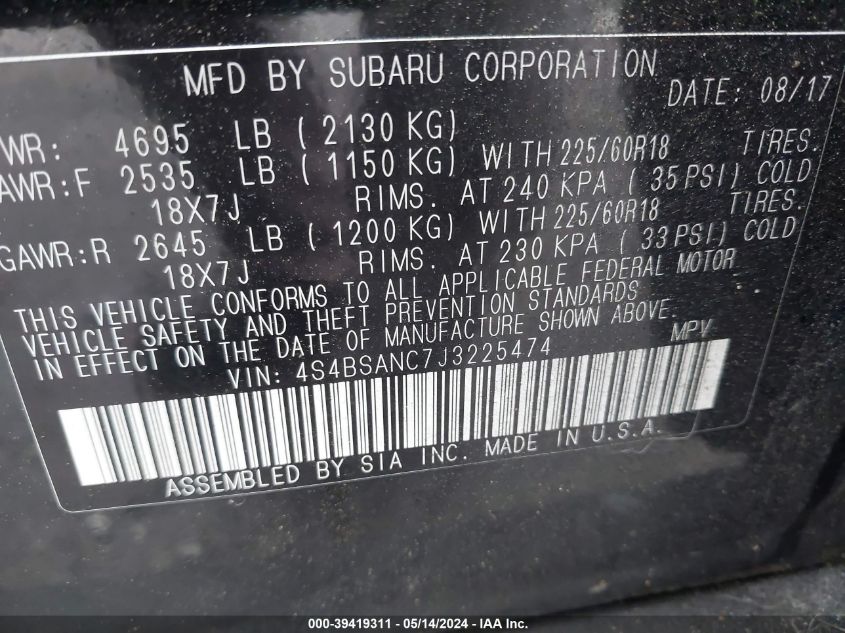 MFD BY SUBARU CORPORATION DATE: 08/17
WR: 4695 LB ( 2130 KG)
AWR:F 2535 LB ( 1150 KG) WITH 225/60R18 TIRES.
18X7J RIMS. AT 240 KPA ( 35 PSI) COLD
GAWR:R 2645 LB ( 1200 KG) WITH 225/60R18 TIRES.
18X7J RIMS. AT 230 KPA ( 33 PSI) COLD
THIS VEHICLE CONFORMS TO ALL APPLICABLE FEDERAL MOTOR
VEHICLE SAFETY AND THEFT PREVENTION STANDARDS
IN EFFECT ON THE DATE OF MANUFACTURE SHOWN ABOVE.
VIN: 4S4BSANC7J3225474 MPV
ASSEMBLED BY SIA INC. MADE IN U.S.A.
000-39419311 - 05/14/2024 - IAA Inc.